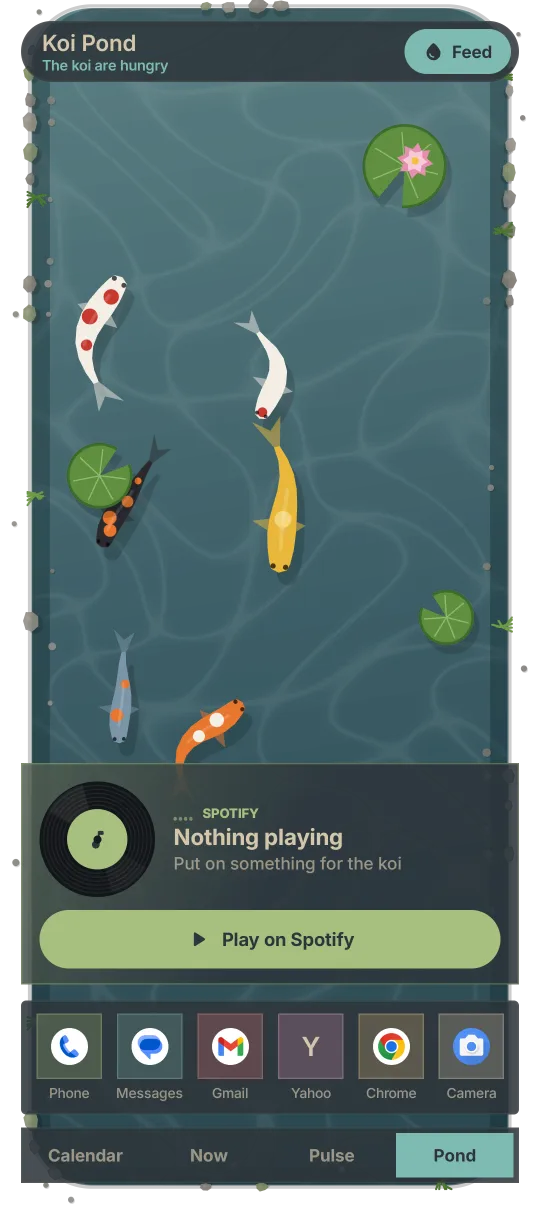 Koi Pond
The koi are hungry
Feed
SPOTIFY
Nothing playing
Put on something for the koi
Play on Spotify
Y
Phone
Messages
Gmail
Yahoo
Chrome
Camera
Calendar
Now
Pulse
Pond